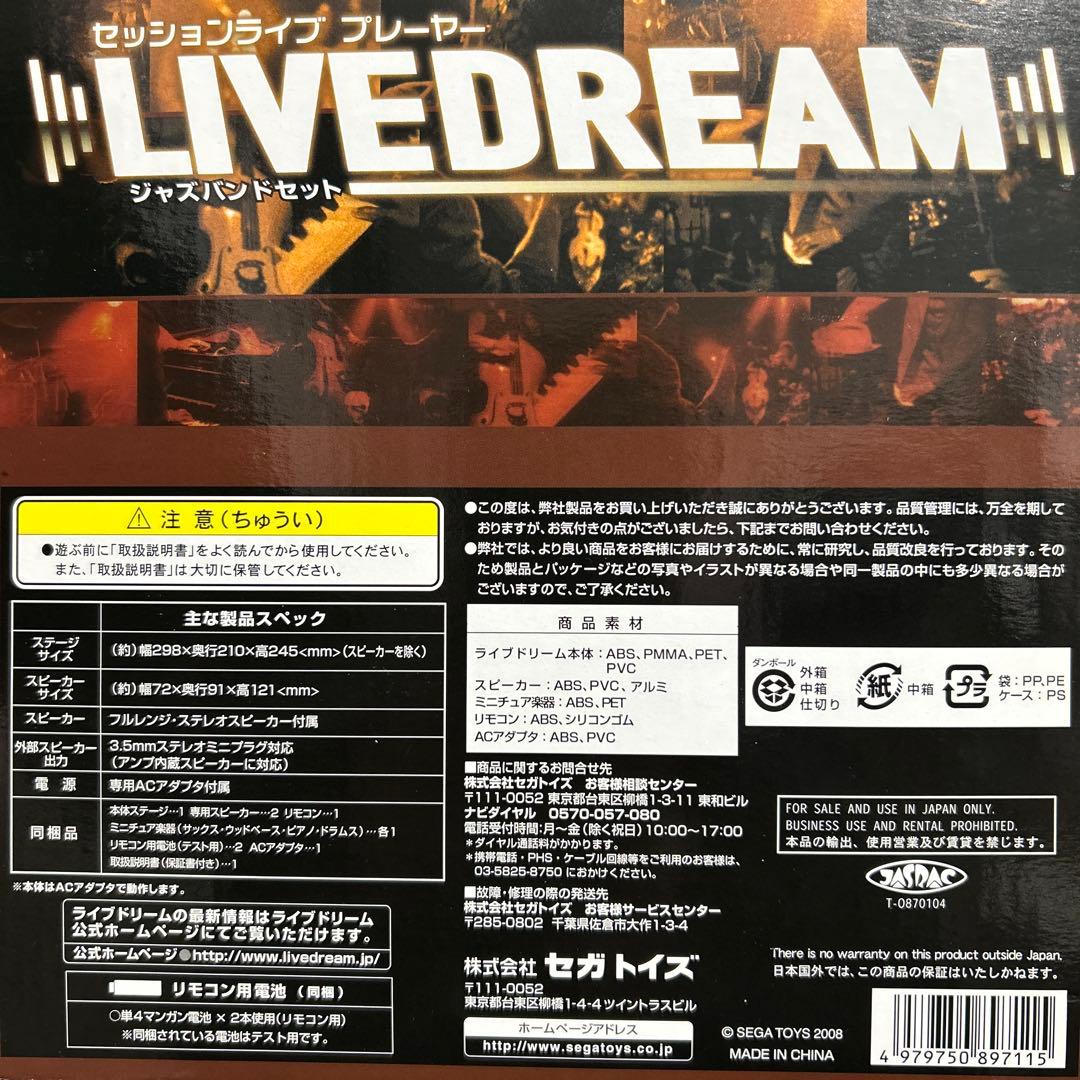 セッションライブ プレーヤー
LIVEDREAM
ジャズバンドセット
⚠ 注 意(ちゅうい)
●遊ぶ前に「取扱説明書」をよく読んでから使用してください。
また、「取扱説明書」は大切に保管してください。
主な製品スペック
ステージサイズ (約)幅298×奥行210×高245<mm>(スピーカーを除く)
スピーカーサイズ (約)幅72×奥行91×高121<mm>
スピーカー フルレンジ・ステレオスピーカー付属
外部スピーカー出力 3.5mmステレオミニプラグ対応
(アンプ内蔵スピーカーに対応)
電 源 専用ACアダプタ付属
同梱品 本体ステージ…1 専用スピーカー…2 リモコン…1
ミニチュア楽器(サックス・ウッドベース・ピアノ・ドラムス)…各1
リモコン用電池(テスト用)…2 ACアダプタ…1
取扱説明書(保証書付き)…1
※本体はACアダプタで動作します。
ライブドリームの最新情報はライブドリーム
公式ホームページにてご覧いただけます。
公式ホームページ●http://www.livedream.jp/
リモコン用電池(同梱)
○単4マンガン電池×2本使用(リモコン用)
※同梱されている電池はテスト用です。
●この度は、弊社製品をお買い上げいただき誠にありがとうございます。品質管理には、万全を期して
おりますが、お気付きの点がございましたら、下記までお問い合わせください。
●弊社では、より良い商品をお客様にお届けするために、常に研究し、品質改良を行っております。そ
のため製品とパッケージなどの写真やイラストが異なる場合や同一製品の中にも多少異なる場合が
ございますので、ご了承ください。
商品素材
ライブドリーム本体:ABS、PMMA、PET、
PVC
スピーカー:ABS、PVC、アルミ
ミニチュア楽器:ABS、PET
リモコン:ABS、シリコンゴム
ACアダプタ:ABS、PVC
ダンボール
外箱
中箱
仕切り
紙 中箱
プラ 袋:PP、PE
ケース:PS
■商品に関するお問合せ先
株式会社セガトイズ お客様相談センター
〒111-0052 東京都台東区柳橋1-3-11 東和ビル
ナビダイヤル 0570-057-080
電話受付時間:月〜金(除く祝日)10:00〜17:00
*ダイヤル通話料がかかります。
*携帯電話・PHS・ケーブル回線等をご利用のお客様は、
03-5825-8750 におかけください。
■故障・修理の際の発送先
株式会社セガトイズ お客様サービスセンター
〒285-0802 千葉県佐倉市大作1-3-4
株式会社 セガトイズ
〒111-0052
東京都台東区柳橋1-4-4ツイントラスビル
ホームページアドレス
http://www.segatoys.co.jp
FOR SALE AND USE IN JAPAN ONLY.
BUSINESS USE AND RENTAL PROHIBITED.
本品の輸出、使用営業及び賃貸を禁じます。
JASRAC
T-0870104
There is no warranty on this product outside Japan.
日本国外では、この商品の保証はいたしかねます。
© SEGA TOYS 2008
MADE IN CHINA
4 979750 897115